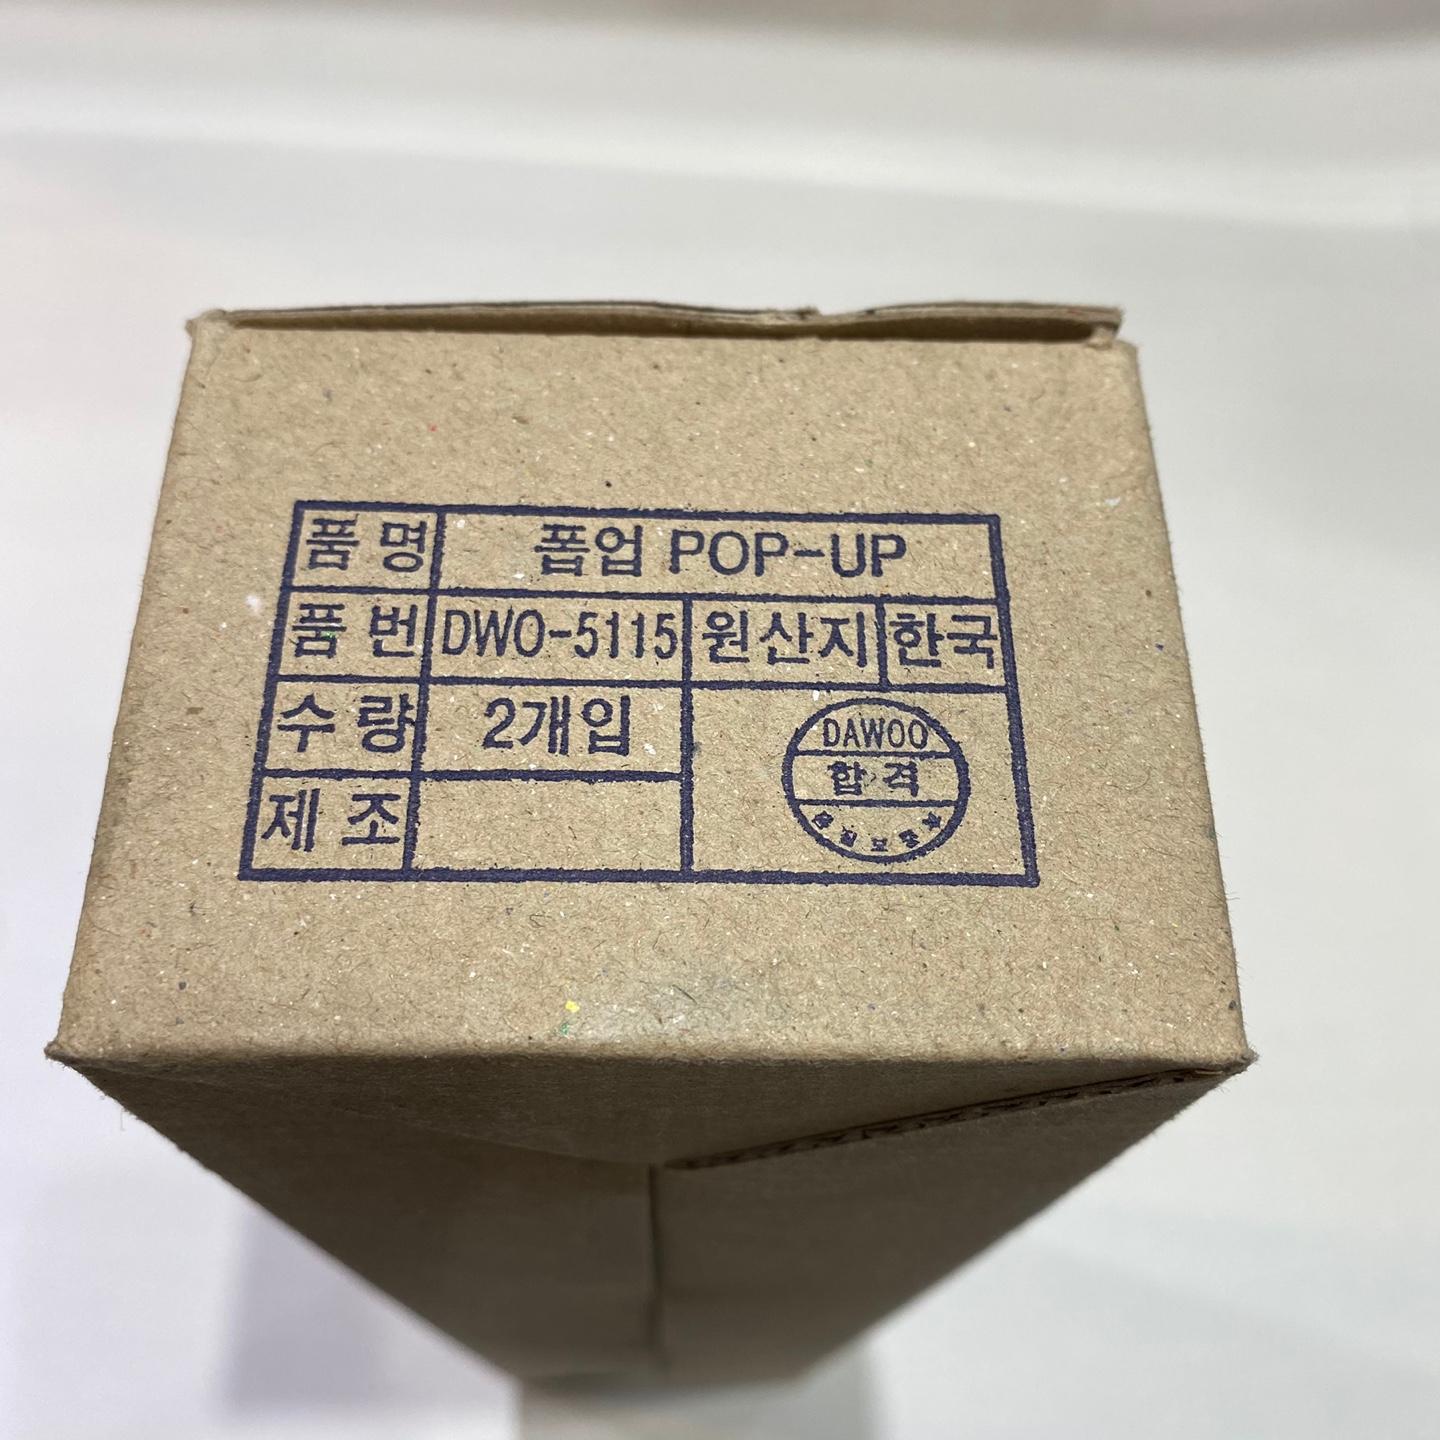 품명 폽업 POP-UP
품번 DWO-5115 원산지 한국
수량 2개입
제조
DAWOO
합격